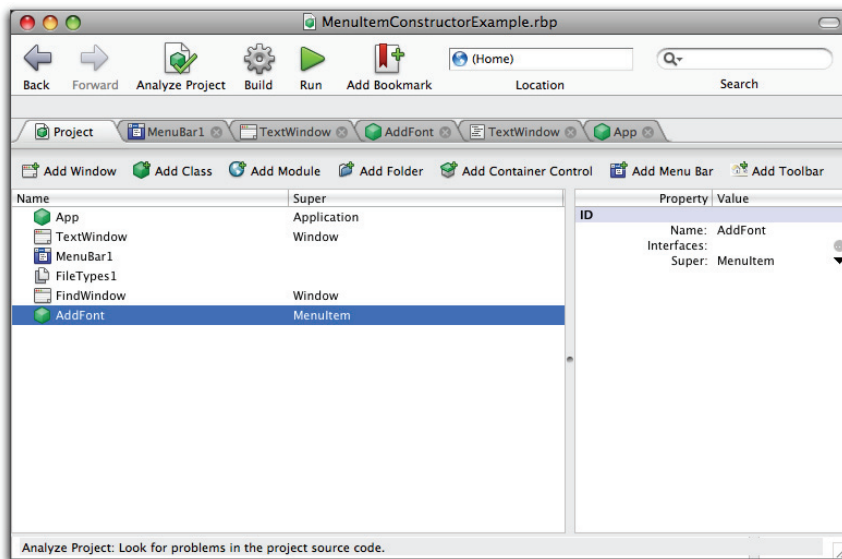 MenuItemConstructorExample.rbp
(Home)
Back Forward Analyze Project Build Run Add Bookmark Location Search
Project MenuBar1 TextWindow AddFont TextWindow App
Add Window Add Class Add Module Add Folder Add Container Control Add Menu Bar Add Toolbar
Name Super Property Value
App Application
TextWindow Window
MenuBar1
FileTypes1
FindWindow Window
AddFont MenuItem
ID
Name: AddFont
Interfaces:
Super: MenuItem
Analyze Project: Look for problems in the project source code.